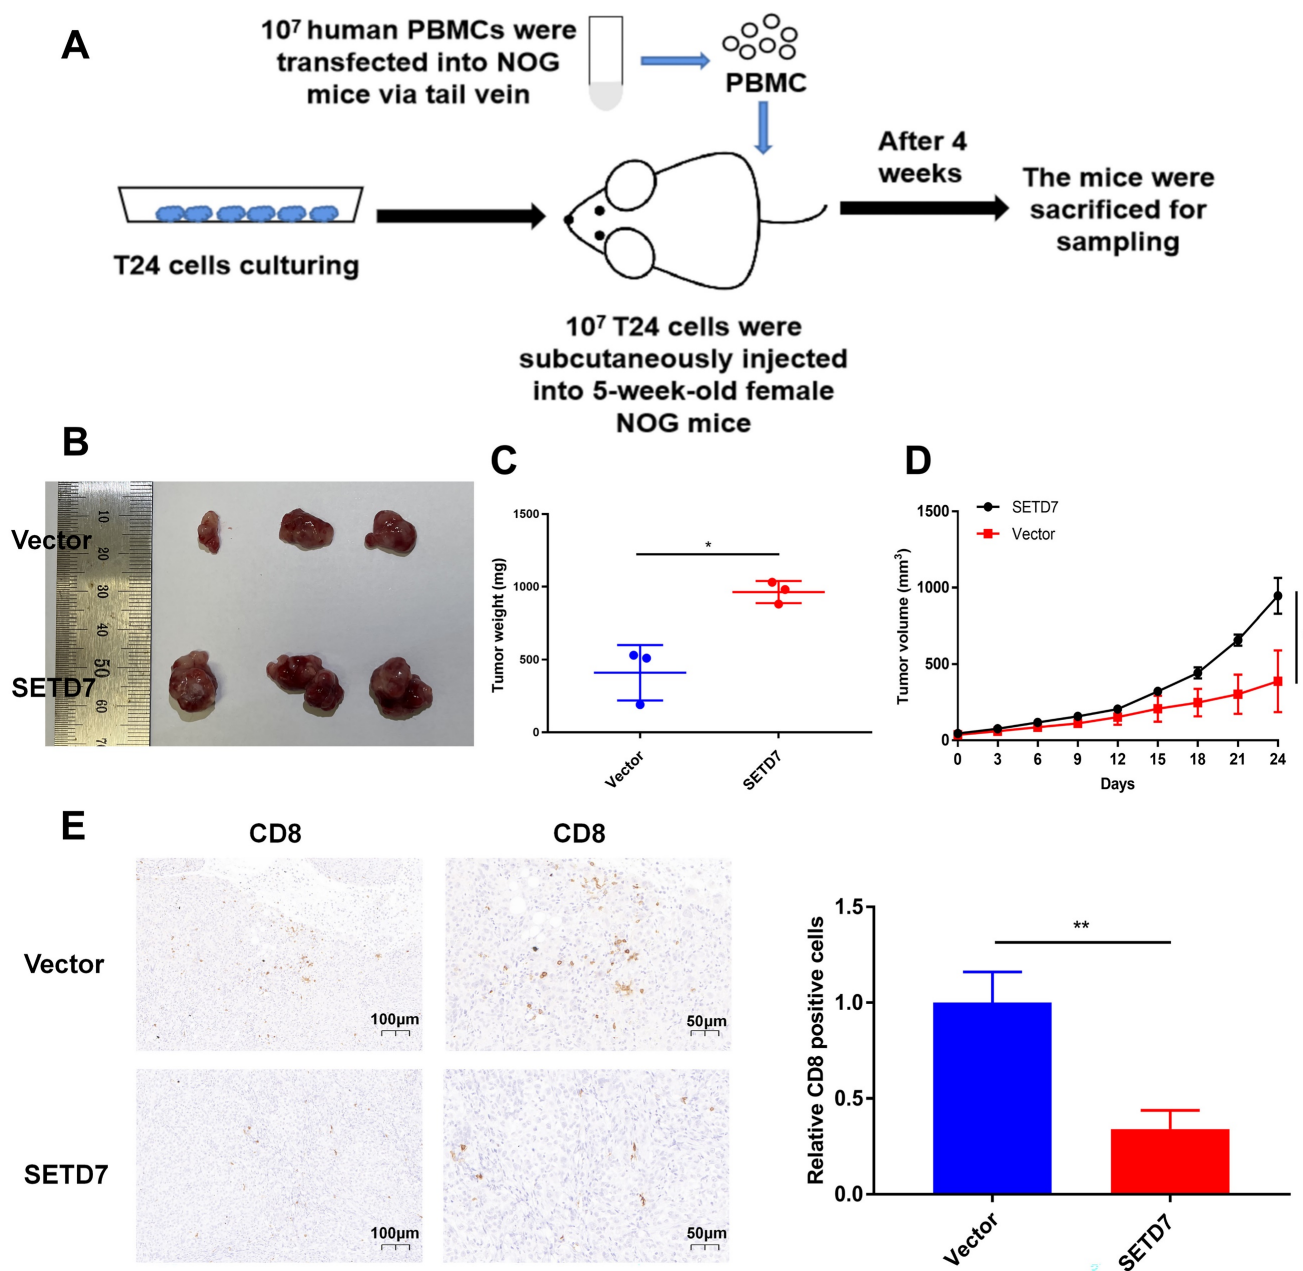 A
10⁷ human PBMCs were
transfected into NOG
mice via tail vein
PBMC
T24 cells culturing
10⁷ T24 cells were
subcutaneously injected
into 5-week-old female
NOG mice
After 4
weeks
The mice were
sacrificed for
sampling
B
Vector
SETD7
10
20
30
40
50
60
C
Tumor weight (mg)
1500
1000
500
0
*
Vector
SETD7
D
SETD7
Vector
Tumor volume (mm³)
1500
1000
500
0
0 3 6 9 12 15 18 21 24
Days
E
CD8
CD8
Vector
100μm
50μm
SETD7
100μm
50μm
Relative CD8 positive cells
1.5
1.0
0.5
0.0
**
Vector
SETD7